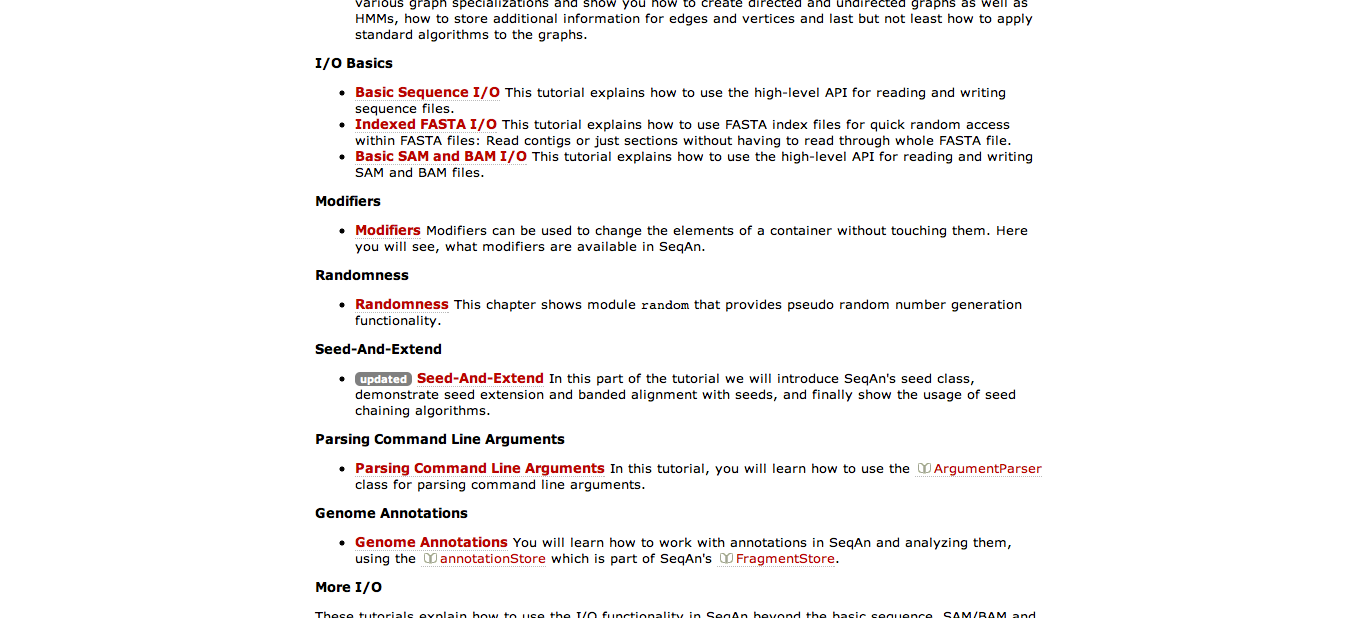 various graph specializations and show you how to create directed and undirected graphs as well as
HMMs, how to store additional information for edges and vertices and last but not least how to apply
standard algorithms to the graphs.
I/O Basics
• Basic Sequence I/O This tutorial explains how to use the high-level API for reading and writing
sequence files.
• Indexed FASTA I/O This tutorial explains how to use FASTA index files for quick random access
within FASTA files: Read contigs or just sections without having to read through whole FASTA file.
• Basic SAM and BAM I/O This tutorial explains how to use the high-level API for reading and writing
SAM and BAM files.
Modifiers
• Modifiers Modifiers can be used to change the elements of a container without touching them. Here
you will see, what modifiers are available in SeqAn.
Randomness
• Randomness This chapter shows module random that provides pseudo random number generation
functionality.
Seed-And-Extend
• updated Seed-And-Extend In this part of the tutorial we will introduce SeqAn's seed class,
demonstrate seed extension and banded alignment with seeds, and finally show the usage of seed
chaining algorithms.
Parsing Command Line Arguments
• Parsing Command Line Arguments In this tutorial, you will learn how to use the ArgumentParser
class for parsing command line arguments.
Genome Annotations
• Genome Annotations You will learn how to work with annotations in SeqAn and analyzing them,
using the annotationStore which is part of SeqAn's FragmentStore.
More I/O
These tutorials explain how to use the I/O functionality in SeqAn beyond the basic sequence, SAM/BAM and